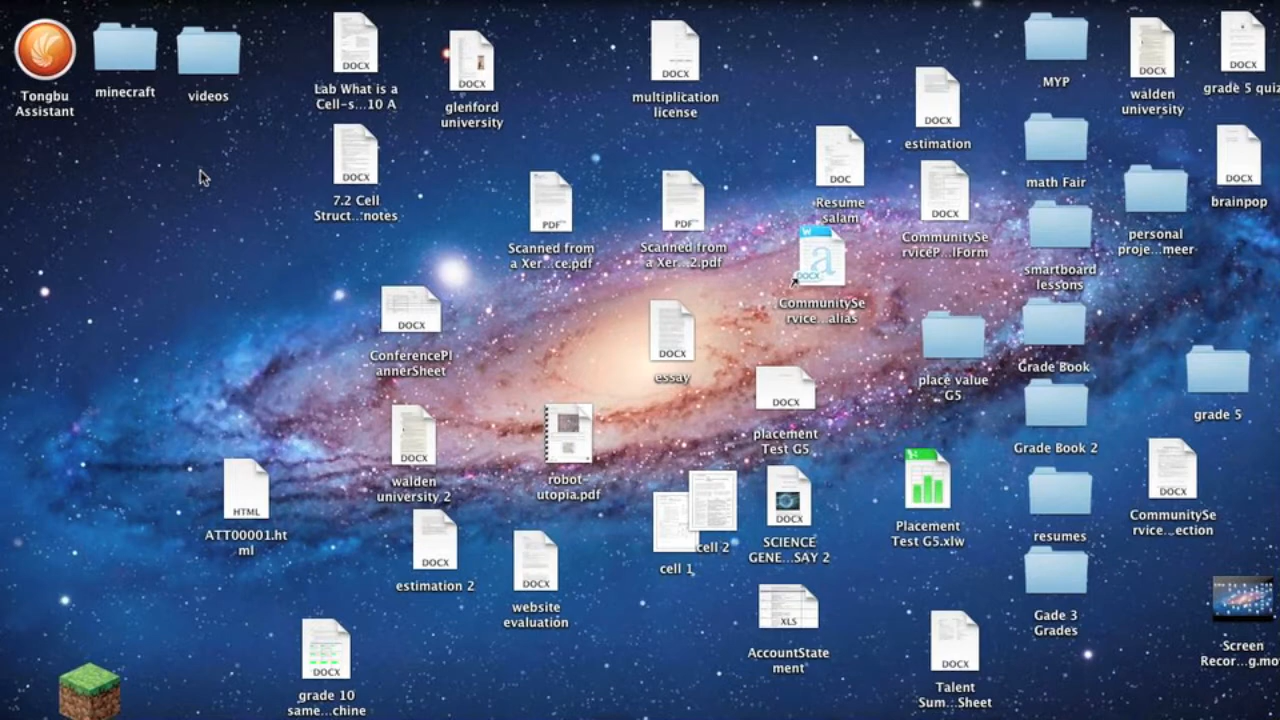 Tongbu
Assistant
minecraft
videos
DOCX
Lab What is a
Cell-s...10 A
DOCX
glenford
university
DOCX
multiplication
license
DOCX
estimation
MYP
DOCX
walden
university
DOCX
grade 5 quiz
DOCX
7.2 Cell
Struct...notes
PDF
Scanned from
a Xer...ce.pdf
PDF
Scanned from
a Xer...2.pdf
DOC
Resume
salam
DOCX
CommunitySe
rviceP...lForm
math Fair
personal
proje...meer
DOCX
brainpop
DOCX
CommunitySe
rvice...alias
smartboard
lessons
DOCX
ConferencePl
annerSheet
DOCX
essay
place value
G5
Grade Book
grade 5
DOCX
placement
Test G5
Grade Book 2
DOCX
walden
university 2
robot
utopia.pdf
HTML
ATT00001.ht
ml
cell 1
cell 2
DOCX
SCIENCE
GENE...SAY 2
Placement
Test G5.xlw
resumes
DOCX
CommunitySe
rvice...ection
DOCX
estimation 2
DOCX
website
evaluation
XLS
AccountState
ment
Gade 3
Grades
DOCX
grade 10
same...chine
DOCX
Talent
Sum...Sheet
Screen
Recor...g.mo